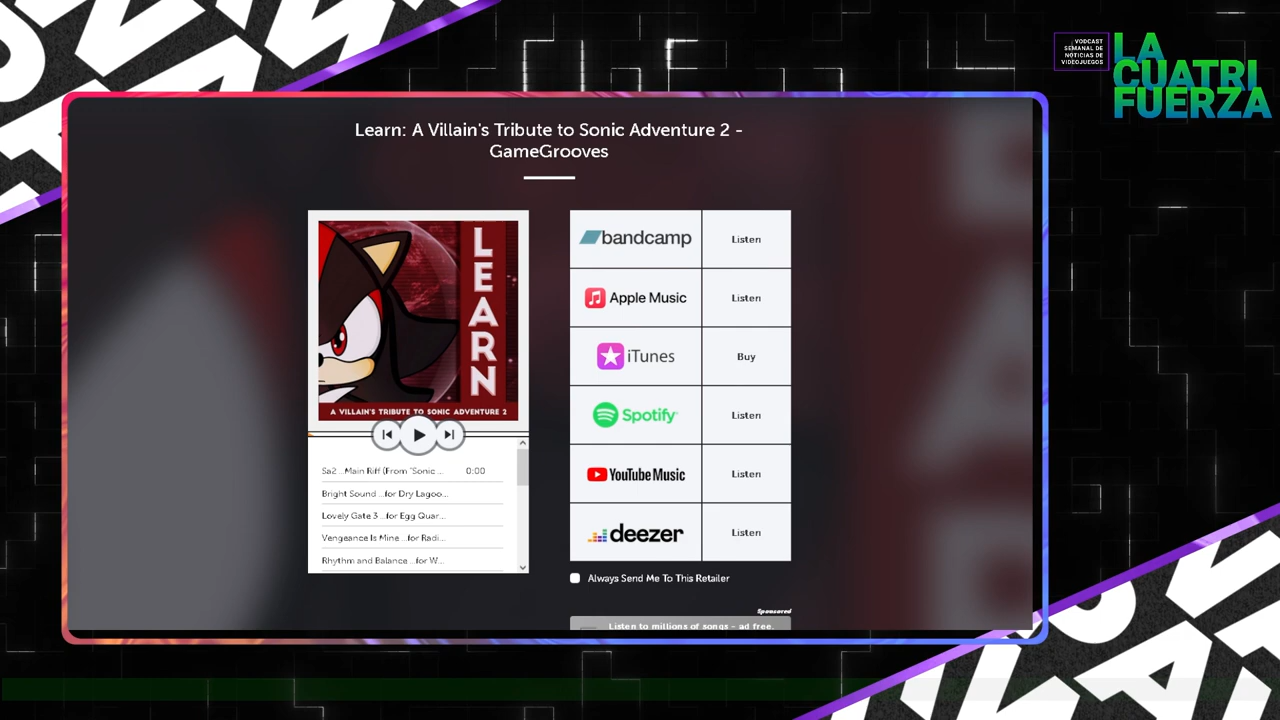 VODCAST
SEMANAL DE
NOTICIAS DE
VIDEOJUEGOS
LA
CUATRI
FUERZA
Learn: A Villain's Tribute to Sonic Adventure 2 -
GameGrooves
LEARN
A VILLAIN'S TRIBUTE TO SONIC ADVENTURE 2
Sa2 ...Main Riff (From "Sonic ... 0:00
Bright Sound ...for Dry Lagoo...
Lovely Gate 3 ...for Egg Quar...
Vengeance Is Mine ...for Radi...
Rhythm and Balance ...for W...
bandcamp Listen
Apple Music Listen
iTunes Buy
Spotify Listen
YouTube Music Listen
deezer Listen
Always Send Me To This Retailer
Sponsored
Listen to millions of songs - ad free.